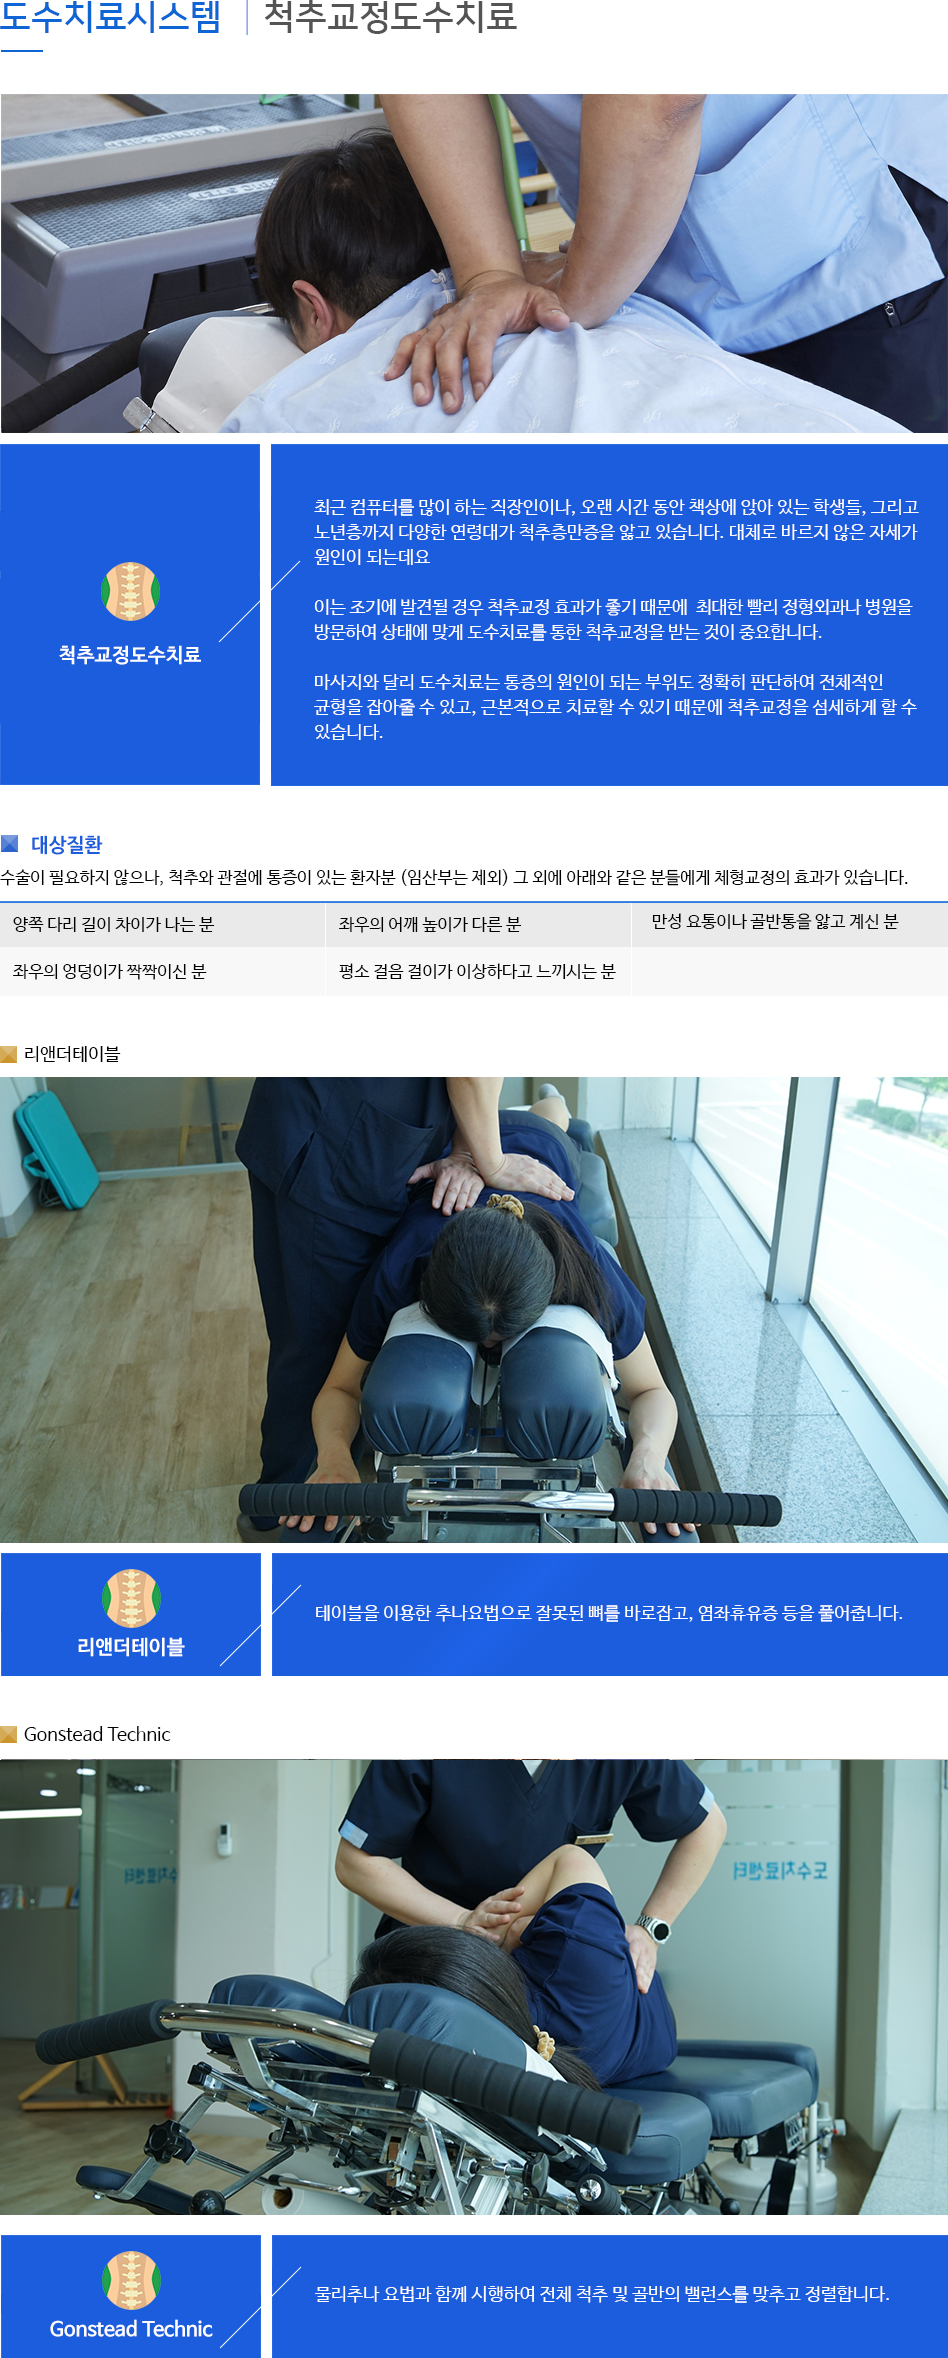 도수치료시스템 | 척추교정도수치료
척추교정도수치료
최근 컴퓨터를 많이 하는 직장인이나, 오랜 시간 동안 책상에 앉아 있는 학생들, 그리고
노년층까지 다양한 연령대가 척추측만증을 앓고 있습니다. 대체로 바르지 않은 자세가
원인이 되는데요
이는 조기에 발견될 경우 척추교정 효과가 좋기 때문에 최대한 빨리 정형외과나 병원을
방문하여 상태에 맞게 도수치료를 통한 척추교정을 받는 것이 중요합니다.
마사지와 달리 도수치료는 통증의 원인이 되는 부위도 정확히 판단하여 전체적인
균형을 잡아줄 수 있고, 근본적으로 치료할 수 있기 때문에 척추교정을 섬세하게 할 수
있습니다.
대상질환
수술이 필요하지 않으나, 척추와 관절에 통증이 있는 환자분 (임산부는 제외) 그 외에 아래와 같은 분들에게 체형교정의 효과가 있습니다.
양쪽 다리 길이 차이가 나는 분
좌우의 어깨 높이가 다른 분
만성 요통이나 골반통을 앓고 계신 분
좌우의 엉덩이가 짝짝이신 분
평소 걸음 걸이가 이상하다고 느끼시는 분
리앤더테이블
리앤더테이블
테이블을 이용한 추나요법으로 잘못된 뼈를 바로잡고, 염좌휴유증 등을 풀어줍니다.
Gonstead Technic
도수치료센터
Gonstead Technic
물리추나 요법과 함께 시행하여 전체 척추 및 골반의 밸런스를 맞추고 정렬합니다.